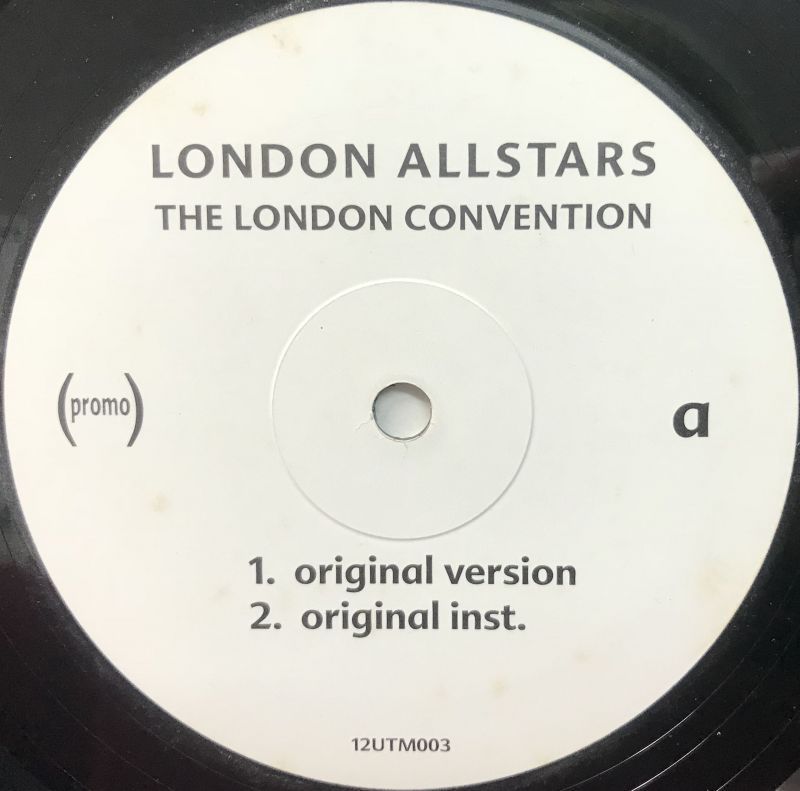 LONDON ALLSTARS
THE LONDON CONVENTION
(promo)
a
1. original version
2. original inst.
12UTM003